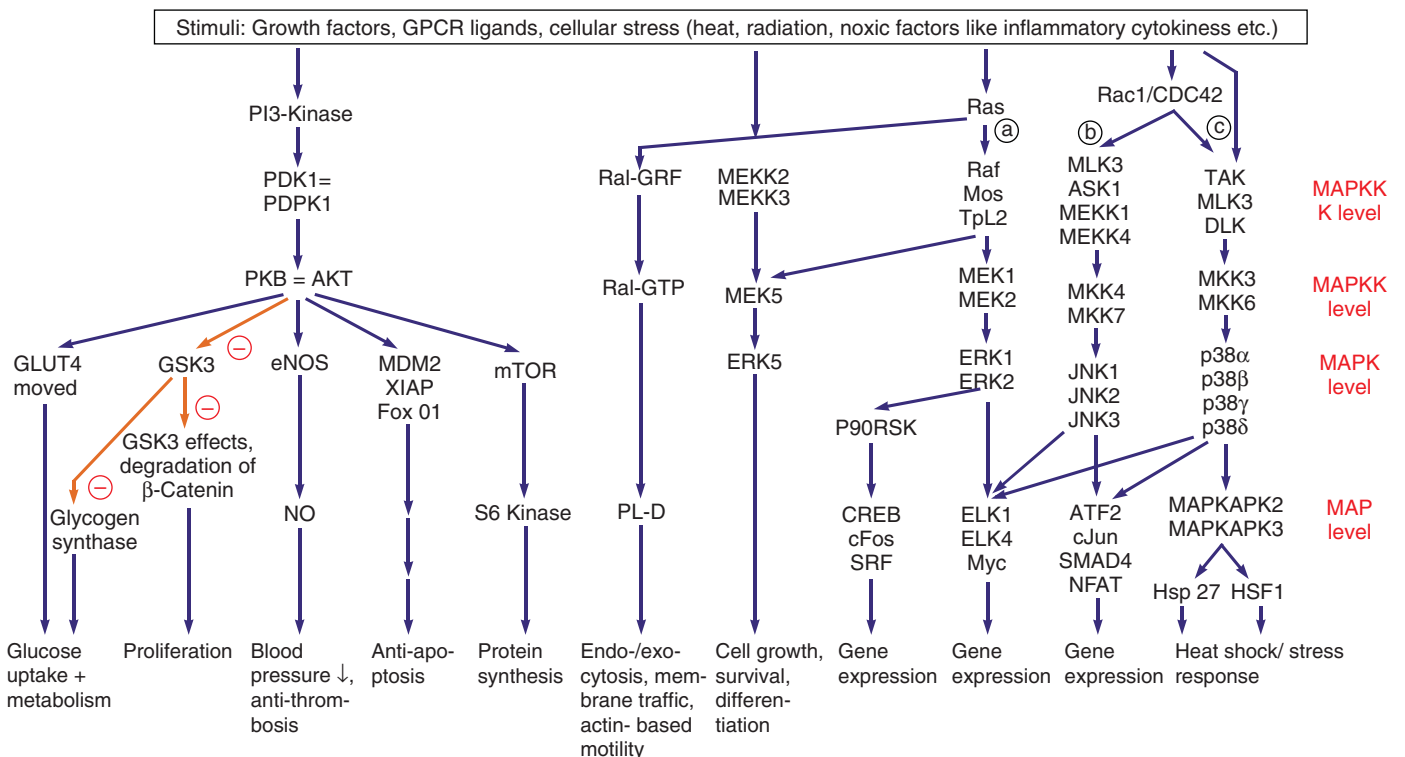 Stimuli: Growth factors, GPCR ligands, cellular stress (heat, radiation, noxic factors like inflammatory cytokiness etc.)
PI3-Kinase
PDK1=
PDPK1
PKB = AKT
GLUT4
moved
GSK3
−
−
GSK3 effects,
degradation of
β-Catenin
−
Glycogen
synthase
eNOS
NO
MDM2
XIAP
Fox 01
mTOR
S6 Kinase
Ras
a
Ral-GRF
Ral-GTP
PL-D
MEKK2
MEKK3
MEK5
ERK5
Raf
Mos
TpL2
MEK1
MEK2
ERK1
ERK2
P90RSK
CREB
cFos
SRF
ELK1
ELK4
Myc
Rac1/CDC42
b
c
MLK3
ASK1
MEKK1
MEKK4
MKK4
MKK7
JNK1
JNK2
JNK3
ATF2
cJun
SMAD4
NFAT
TAK
MLK3
DLK
MKK3
MKK6
p38α
p38β
p38γ
p38δ
MAPKAPK2
MAPKAPK3
Hsp 27
HSF1
MAPKK
K level
MAPKK
level
MAPK
level
MAP
level
Glucose
uptake +
metabolism
Proliferation
Blood
pressure ↓,
anti-throm-
bosis
Anti-apo-
ptosis
Protein
synthesis
Endo-/exo-
cytosis, mem-
brane traffic,
actin- based
motility
Cell growth,
survival,
differen-
tiation
Gene
expression
Gene
expression
Gene
expression
Heat shock/ stress
response